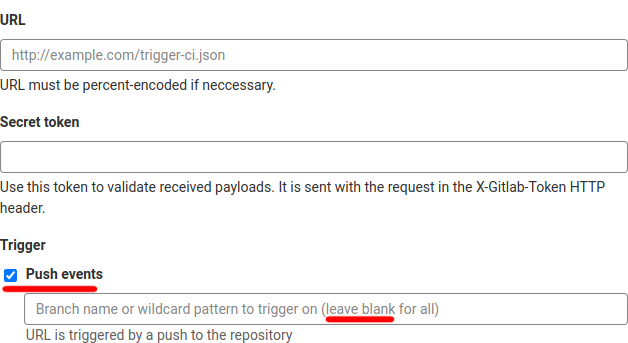 URL
http://example.com/trigger-ci.json
URL must be percent-encoded if neccessary.
Secret token
Use this token to validate received payloads. It is sent with the request in the X-Gitlab-Token HTTP
header.
Trigger
Push events
Branch name or wildcard pattern to trigger on (leave blank for all)
URL is triggered by a push to the repository